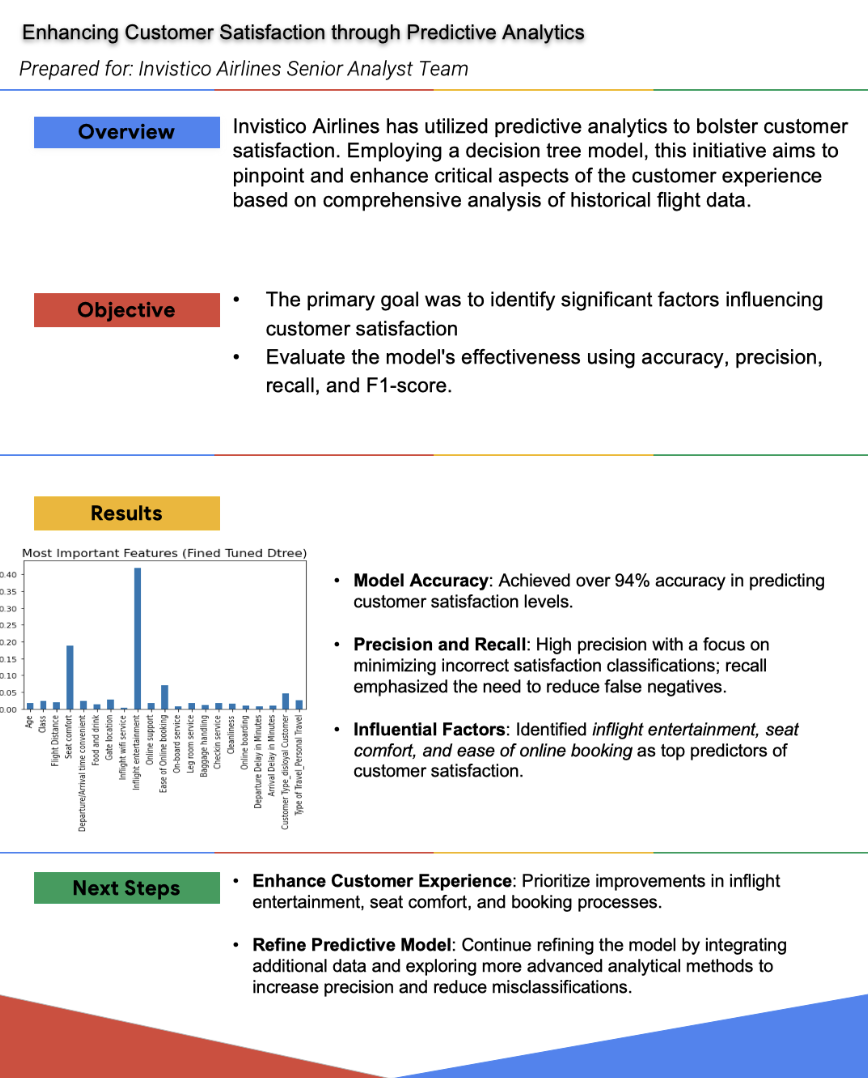 Enhancing Customer Satisfaction through Predictive Analytics
Prepared for: Invistico Airlines Senior Analyst Team
Overview
Invistico Airlines has utilized predictive analytics to bolster customer
satisfaction. Employing a decision tree model, this initiative aims to
pinpoint and enhance critical aspects of the customer experience
based on comprehensive analysis of historical flight data.
Objective
• The primary goal was to identify significant factors influencing
customer satisfaction
• Evaluate the model's effectiveness using accuracy, precision,
recall, and F1-score.
Results
Most Important Features (Fined Tuned Dtree)
0.40
0.35
0.30
0.25
0.20
0.15
0.10
0.05
0.00
Age
Class
Flight Distance
Seat comfort
Departure/Arrival time convenient
Food and drink
Gate location
Inflight wifi service
Inflight entertainment
Online support
Ease of Online booking
On-board service
Leg room service
Baggage handling
Checkin service
Cleanliness
Online boarding
Departure Delay in Minutes
Arrival Delay in Minutes
Customer Type_disloyal Customer
Type of Travel_Personal Travel
• Model Accuracy: Achieved over 94% accuracy in predicting
customer satisfaction levels.
• Precision and Recall: High precision with a focus on
minimizing incorrect satisfaction classifications; recall
emphasized the need to reduce false negatives.
• Influential Factors: Identified inflight entertainment, seat
comfort, and ease of online booking as top predictors of
customer satisfaction.
Next Steps
• Enhance Customer Experience: Prioritize improvements in inflight
entertainment, seat comfort, and booking processes.
• Refine Predictive Model: Continue refining the model by integrating
additional data and exploring more advanced analytical methods to
increase precision and reduce misclassifications.